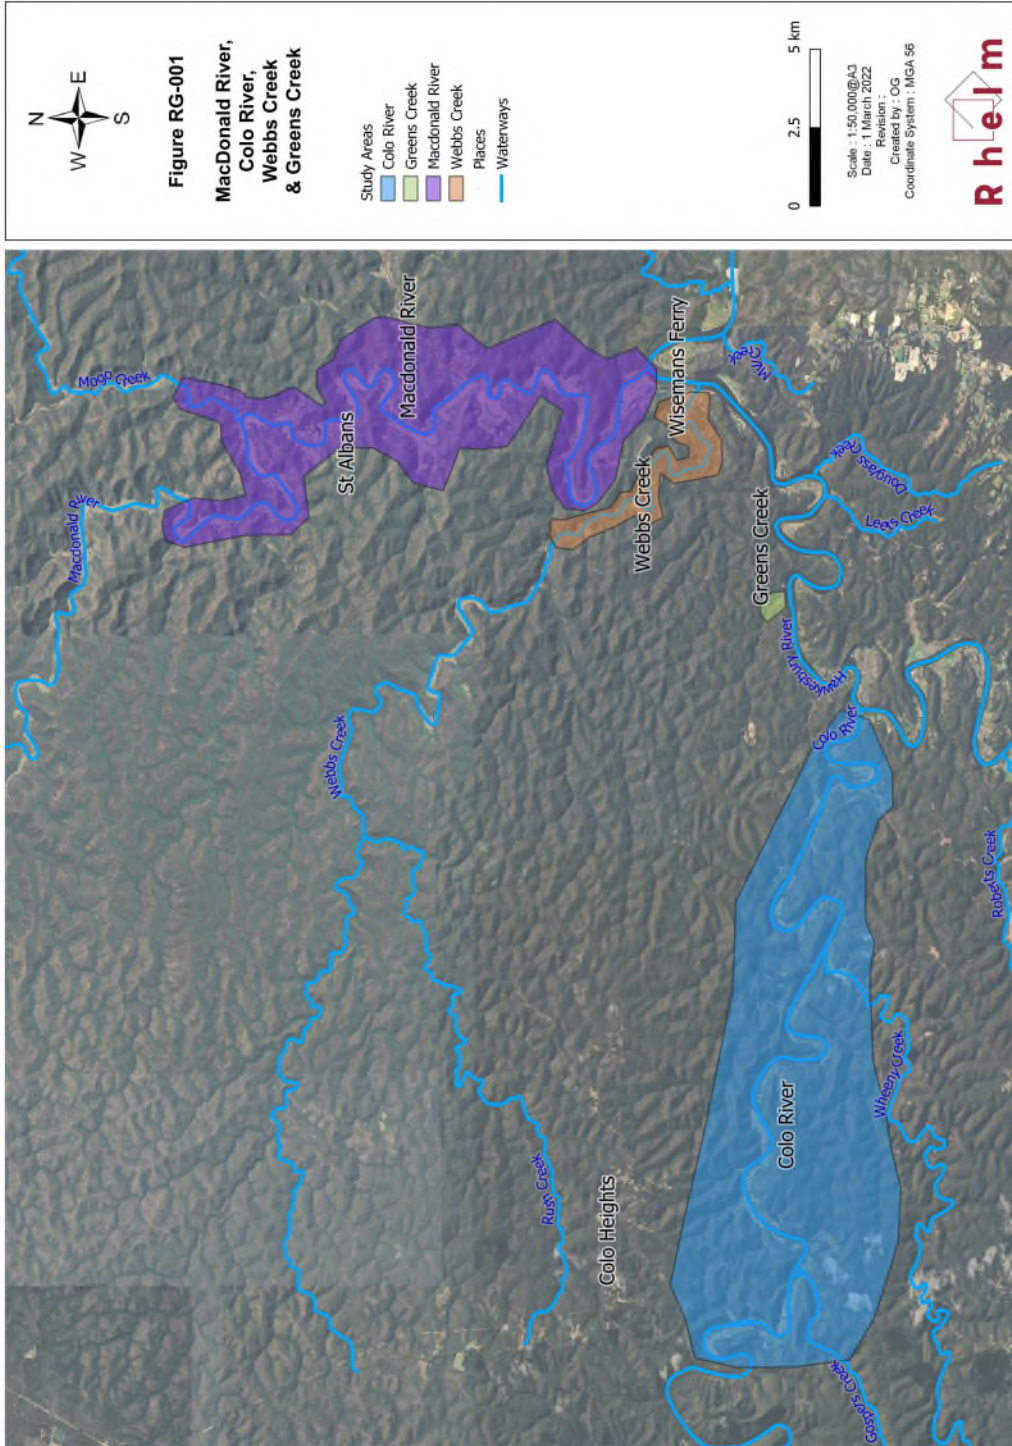 N
W
E
S
Figure RG-001
MacDonald River,
Colo River,
Webbs Creek
& Greens Creek
Study Areas
Colo River
Greens Creek
Macdonald River
Webbs Creek
Places
Waterways
0
2.5
5 km
Scale : 1:50,000@A3
Date : 1 March 2022
Revision :
Created by : OG
Coordinate System : MGA 56
Rhelm
Mogo Creek
Macdonald River
Macdonald River
St Albans
Wisemans Ferry
Mill Creek
Webbs Creek
Webbs Creek
Greens Creek
Douglass Creek
Leets Creek
Hawkesbury River
Colo River
Roberts Creek
Rush Creek
Colo Heights
Colo River
Wheeny Creek
Gospers Creek